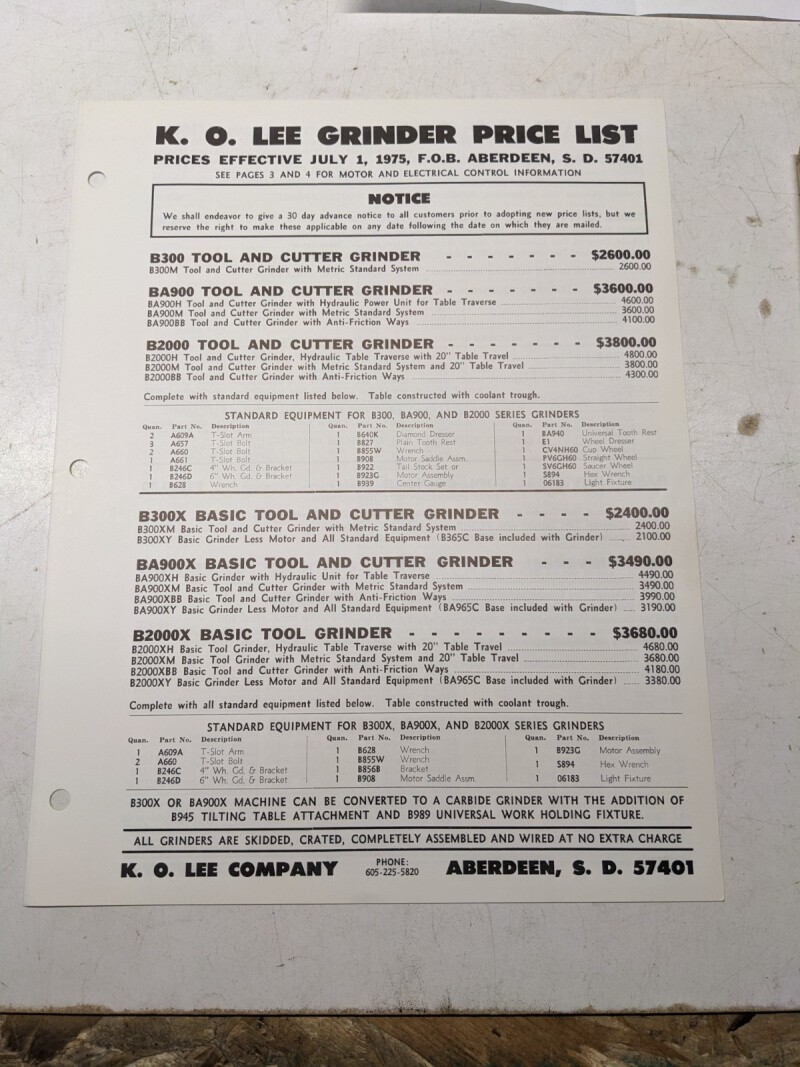 K. O. LEE GRINDER PRICE LIST
PRICES EFFECTIVE JULY 1, 1975, F.O.B. ABERDEEN, S. D. 57401
SEE PAGES 3 AND 4 FOR MOTOR AND ELECTRICAL CONTROL INFORMATION
NOTICE
We shall endeavor to give a 30 day advance notice to all customers prior to adopting new price lists, but we
reserve the right to make these applicable on any date following the date on which they are mailed.
B300 TOOL AND CUTTER GRINDER - - - - - - - $2600.00
B300M Tool and Cutter Grinder with Metric Standard System 2600.00
BA900 TOOL AND CUTTER GRINDER - - - - - - - $3600.00
BA900H Tool and Cutter Grinder with Hydraulic Power Unit for Table Traverse 4600.00
BA900M Tool and Cutter Grinder with Metric Standard System 3600.00
BA900BB Tool and Cutter Grinder with Anti-Friction Ways 4100.00
B2000 TOOL AND CUTTER GRINDER - - - - - - - $3800.00
B2000H Tool and Cutter Grinder, Hydraulic Table Traverse with 20" Table Travel 4800.00
B2000M Tool and Cutter Grinder with Metric Standard System and 20" Table Travel 3800.00
B2000BB Tool and Cutter Grinder with Anti-Friction Ways 4300.00
Complete with standard equipment listed below. Table constructed with coolant trough.
STANDARD EQUIPMENT FOR B300, BA900, AND B2000 SERIES GRINDERS
Quan. Part No. Description Quan. Part No. Description Quan. Part No. Description
2 A609A T-Slot Arm 1 B640K Diamond Dresser 1 BA940 Universal Tooth Rest
3 A657 T-Slot Bolt 1 B827 Plain Tooth Rest 1 E1 Wheel Dresser
2 A660 T-Slot Bolt 1 B855W Wrench 1 CV4NH60 Cup Wheel
1 A661 T-Slot Bolt 1 B908 Motor Saddle Assm. 1 PV6GH60 Straight Wheel
1 B246C 4" Wh. Gd. & Bracket 1 B922 Tail Stock Set or 1 SV6GH60 Saucer Wheel
1 B246D 6" Wh. Gd. & Bracket 1 B923G Motor Assembly 1 S894 Hex Wrench
1 B628 Wrench 1 B939 Center Gauge 1 06183 Light Fixture
B300X BASIC TOOL AND CUTTER GRINDER - - - - $2400.00
B300XM Basic Tool and Cutter Grinder with Metric Standard System 2400.00
B300XY Basic Grinder Less Motor and All Standard Equipment (B365C Base included with Grinder) 2100.00
BA900X BASIC TOOL AND CUTTER GRINDER - - - $3490.00
BA900XH Basic Grinder with Hydraulic Unit for Table Traverse 4490.00
BA900XM Basic Tool and Cutter Grinder with Metric Standard System 3490.00
BA900XBB Basic Tool and Cutter Grinder with Anti-Friction Ways 3990.00
BA900XY Basic Grinder Less Motor and All Standard Equipment (BA965C Base included with Grinder) 3190.00
B2000X BASIC TOOL GRINDER - - - - - - - - - $3680.00
B2000XH Basic Tool Grinder, Hydraulic Table Traverse with 20" Table Travel 4680.00
B2000XM Basic Tool Grinder with Metric Standard System and 20" Table Travel 3680.00
B2000XBB Basic Tool and Cutter Grinder with Anti-Friction Ways 4180.00
B2000XY Basic Grinder Less Motor and All Standard Equipment (BA965C Base included with Grinder) 3380.00
Complete with all standard equipment listed below. Table constructed with coolant trough.
STANDARD EQUIPMENT FOR B300X, BA900X, AND B2000X SERIES GRINDERS
Quan. Part No. Description Quan. Part No. Description Quan. Part No. Description
1 A609A T-Slot Arm 1 B628 Wrench 1 B923G Motor Assembly
2 A660 T-Slot Bolt 1 B855W Wrench 1 S894 Hex Wrench
1 B246C 4" Wh. Gd. & Bracket 1 B856B Bracket 1 06183 Light Fixture
1 B246D 6" Wh. Gd. & Bracket 1 B908 Motor Saddle Assm.
B300X OR BA900X MACHINE CAN BE CONVERTED TO A CARBIDE GRINDER WITH THE ADDITION OF
B945 TILTING TABLE ATTACHMENT AND B989 UNIVERSAL WORK HOLDING FIXTURE.
ALL GRINDERS ARE SKIDDED, CRATED, COMPLETELY ASSEMBLED AND WIRED AT NO EXTRA CHARGE
K. O. LEE COMPANY PHONE: 605-225-5820 ABERDEEN, S. D. 57401